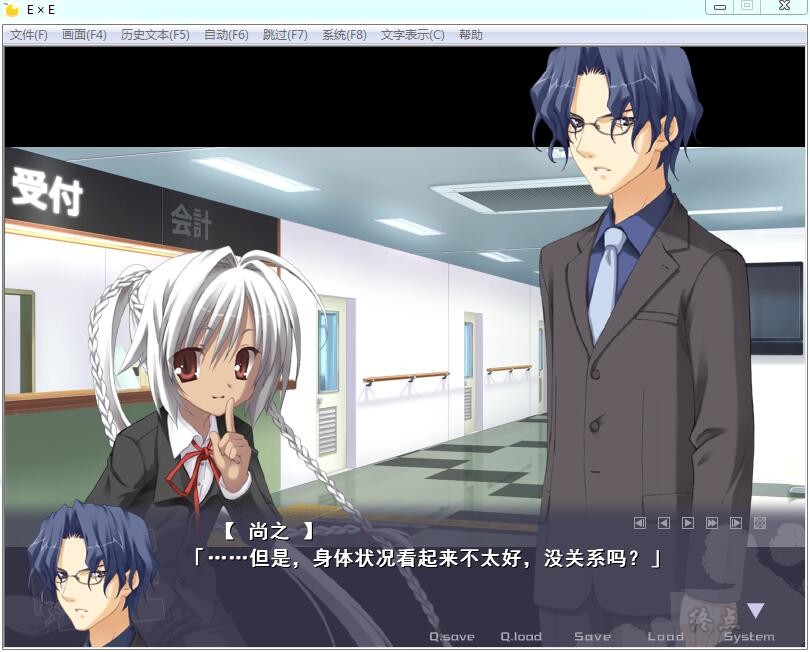 E×E
文件(F) 画面(F4) 历史文本(F5) 自动(F6) 跳过(F7) 系统(F8) 文字表示(C) 帮助
受付
会計
【 尚之 】
「……但是，身体状况看起来不太好，没关系吗？」
终点
Q.save Q.load Save Load System